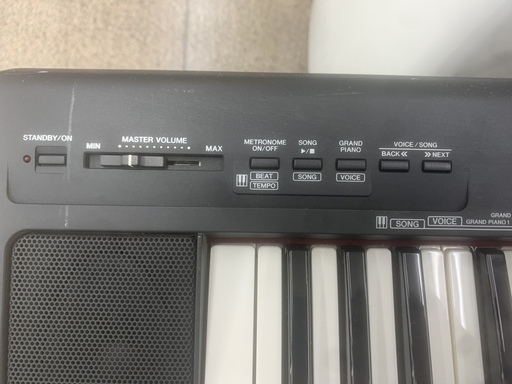 STANDBY/ON
MASTER VOLUME
MIN
MAX
METRONOME
ON/OFF
BEAT
TEMPO
SONG
▶/■
SONG
GRAND
PIANO
VOICE
VOICE / SONG
BACK ≪ ≫ NEXT
SONG VOICE GRAND
GRAND PIANO 1